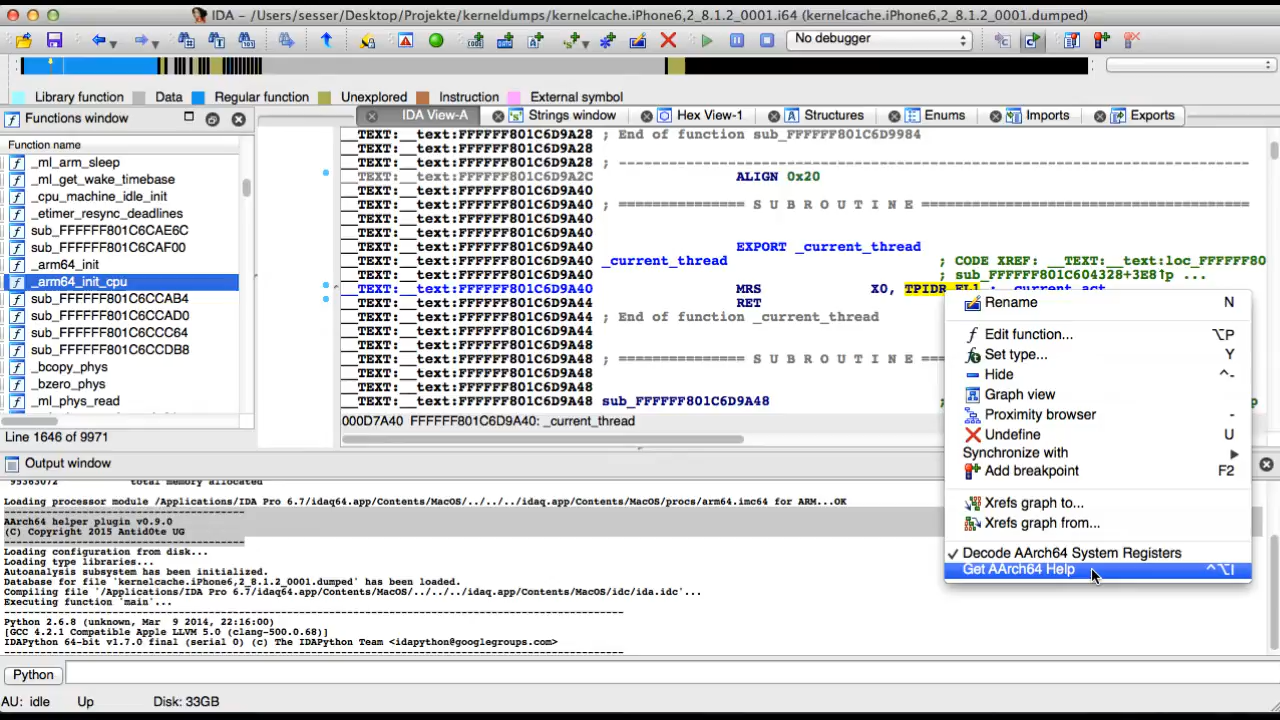 IDA - /Users/sesser/Desktop/Projekte/kerneldumps/kernelcache.iPhone6,2_8.1.2_0001.i64 (kernelcache.iPhone6,2_8.1.2_0001.dumped)
No debugger
Library function Data Regular function Unexplored Instruction External symbol
Functions window
IDA View-A Strings window Hex View-1 Structures Enums Imports Exports
Function name
_ml_arm_sleep
_ml_get_wake_timebase
_cpu_machine_idle_init
_etimer_resync_deadlines
sub_FFFFFF801C6CAE6C
sub_FFFFFF801C6CAF00
_arm64_init
_arm64_init_cpu
sub_FFFFFF801C6CCAB4
sub_FFFFFF801C6CCAD0
sub_FFFFFF801C6CCC64
sub_FFFFFF801C6CCDB8
_bcopy_phys
_bzero_phys
_ml_phys_read
Line 1646 of 9971
__TEXT:__text:FFFFFF801C6D9A28 ; End of function sub_FFFFFF801C6D9984
__TEXT:__text:FFFFFF801C6D9A28
__TEXT:__text:FFFFFF801C6D9A28 ; ---------------------------------------------------------------------------
__TEXT:__text:FFFFFF801C6D9A2C ALIGN 0x20
__TEXT:__text:FFFFFF801C6D9A40
__TEXT:__text:FFFFFF801C6D9A40 ; =============== S U B R O U T I N E =======================================
__TEXT:__text:FFFFFF801C6D9A40
__TEXT:__text:FFFFFF801C6D9A40
__TEXT:__text:FFFFFF801C6D9A40 EXPORT _current_thread
__TEXT:__text:FFFFFF801C6D9A40 _current_thread ; CODE XREF: __TEXT:__text:loc_FFFFFF80
__TEXT:__text:FFFFFF801C6D9A40 ; sub_FFFFFF801C604328+3E81p ...
__TEXT:__text:FFFFFF801C6D9A40 MRS X0, TPIDR_EL1 ; _current_act
__TEXT:__text:FFFFFF801C6D9A44 RET
__TEXT:__text:FFFFFF801C6D9A44 ; End of function _current_thread
__TEXT:__text:FFFFFF801C6D9A44
__TEXT:__text:FFFFFF801C6D9A48
__TEXT:__text:FFFFFF801C6D9A48 ; =============== S U B R O U T I N E
__TEXT:__text:FFFFFF801C6D9A48
__TEXT:__text:FFFFFF801C6D9A48
__TEXT:__text:FFFFFF801C6D9A48 sub_FFFFFF801C6D9A48
000D7A40 FFFFFF801C6D9A40: _current_thread
Rename N
Edit function... ⌥P
Set type... Y
Hide ⌃-
Graph view
Proximity browser -
Undefine U
Synchronize with
Add breakpoint F2
Xrefs graph to...
Xrefs graph from...
✓ Decode AArch64 System Registers
Get AArch64 Help ⌃⌥I
Output window
95363072 total memory allocated
Loading processor module /Applications/IDA Pro 6.7/idaq64.app/Contents/MacOS/../../../idaq64.app/Contents/MacOS/procs/arm64.imc64 for ARM...OK
---------------------------------------------
AArch64 helper plugin v0.9.0
(C) Copyright 2015 Antid0te UG
---------------------------------------------
Loading configuration from disk...
Loading type libraries...
Autoanalysis subsystem has been initialized.
Database for file 'kernelcache.iPhone6,2_8.1.2_0001.dumped' has been loaded.
Compiling file '/Applications/IDA Pro 6.7/idaq64.app/Contents/MacOS/../../../idaq.app/Contents/MacOS/idc/ida.idc'...
Executing function 'main'...
Python 2.6.8 (unknown, Mar 9 2014, 22:16:00)
[GCC 4.2.1 Compatible Apple LLVM 5.0 (clang-500.0.68)]
IDAPython 64-bit v1.7.0 final (serial 0) (c) The IDAPython Team <idapython@googlegroups.com>
Python
AU: idle Up Disk: 33GB